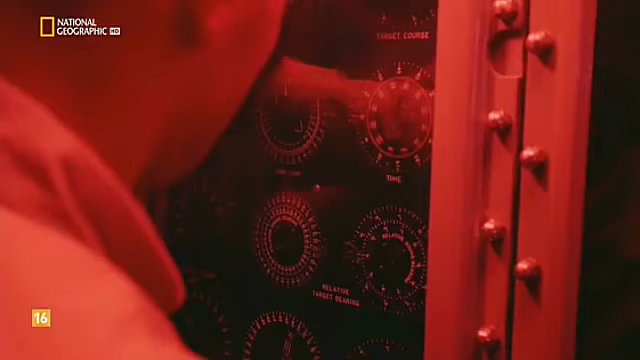 NATIONAL
GEOGRAPHIC HD
TARGET COURSE
TIME
RELATIVE
TARGET BEARING
16